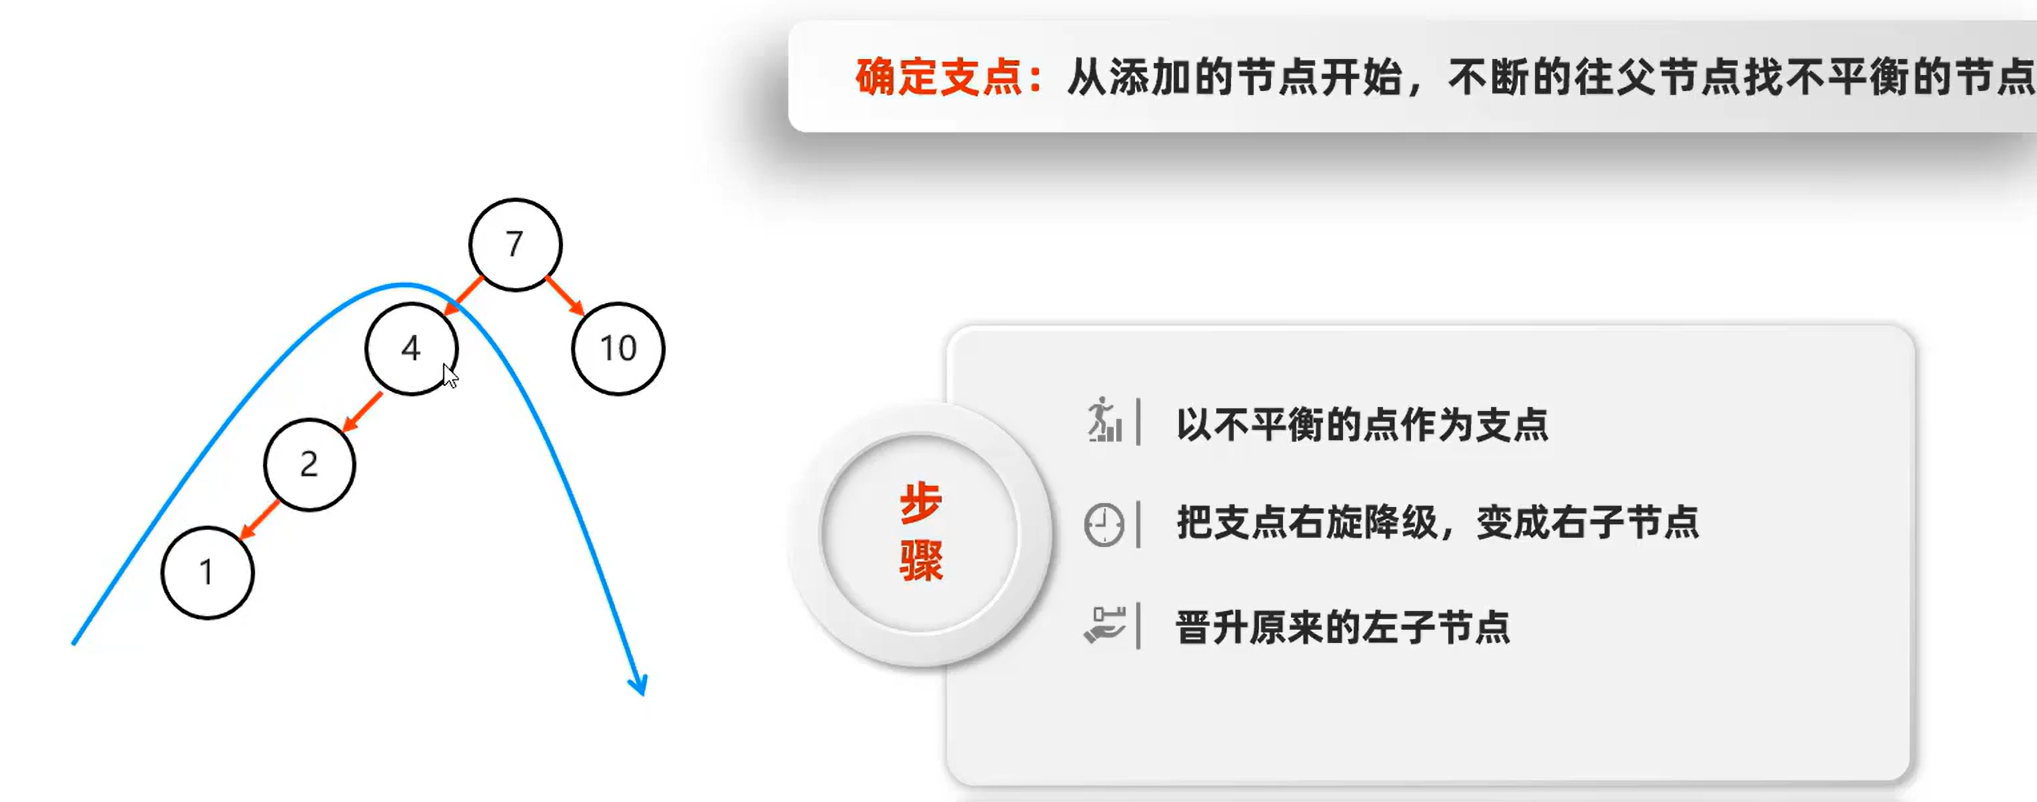 确定支点：从添加的节点开始，不断的往父节点找不平衡的节点
7
4
10
2
1
步
骤
以不平衡的点作为支点
把支点右旋降级，变成右子节点
晋升原来的左子节点